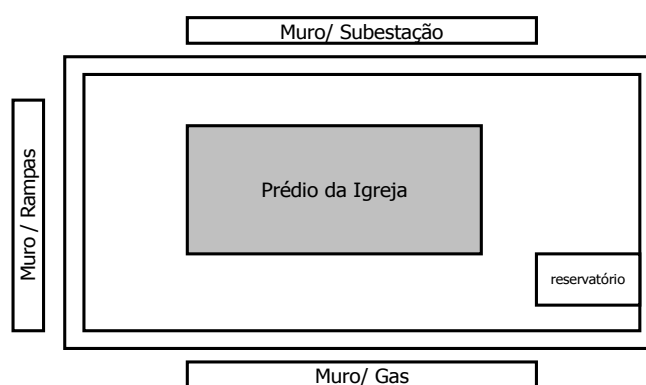 Muro/ Subestação
Muro / Rampas
Prédio da Igreja
reservatório
Muro/ Gas